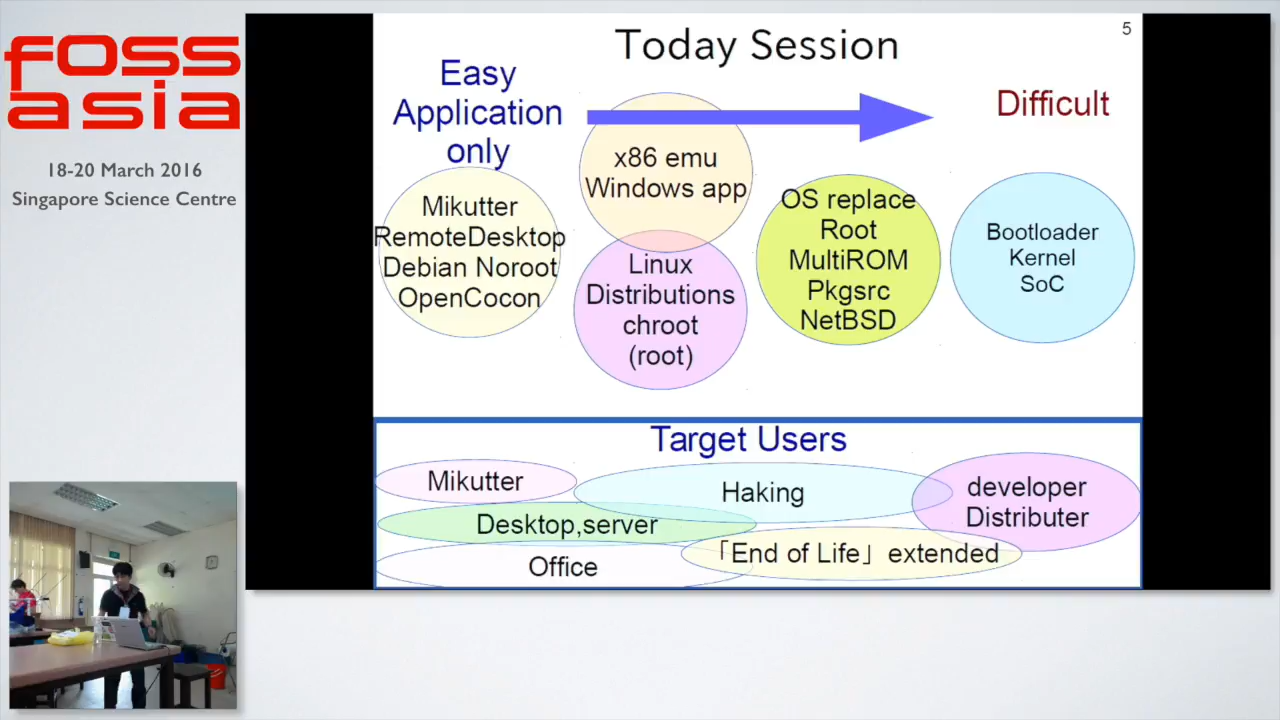 foss
asia
18-20 March 2016
Singapore Science Centre
5
Today Session
Easy
Application
only
Difficult
x86 emu
Windows app
Mikutter
RemoteDesktop
Debian Noroot
OpenCocon
Linux
Distributions
chroot
(root)
OS replace
Root
MultiROM
Pkgsrc
NetBSD
Bootloader
Kernel
SoC
Target Users
Mikutter
Haking
developer
Distributer
Desktop,server
「End of Life」extended
Office